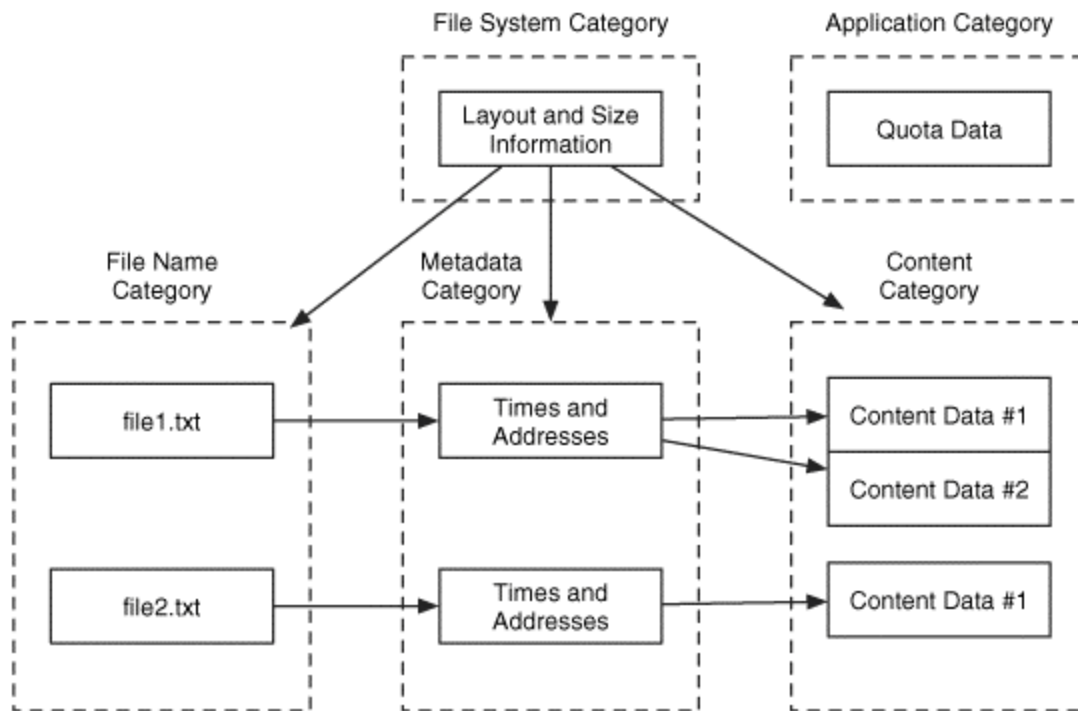 File System Category
Application Category
Layout and Size
Information
Quota Data
File Name
Category
Metadata
Category
Content
Category
file1.txt
Times and
Addresses
Content Data #1
Content Data #2
file2.txt
Times and
Addresses
Content Data #1